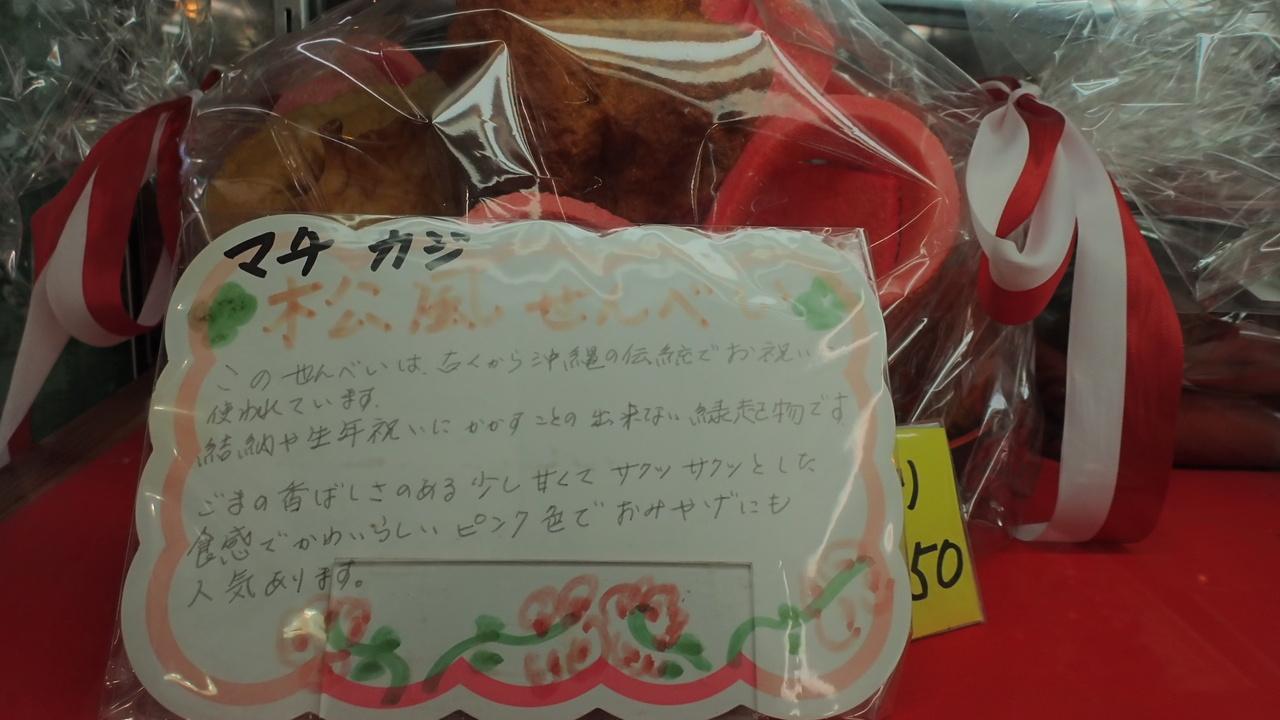 マチ カジ
松風せんべい
このせんべいは、古くから沖縄の伝統でお祝い
使われています。
結納や生年祝いにかかすことの出来ない縁起物です
ごまの香ばしさのある少し甘くてサクッサクッとした
食感でかわいらしいピンク色でおみやげにも
人気あります。
50